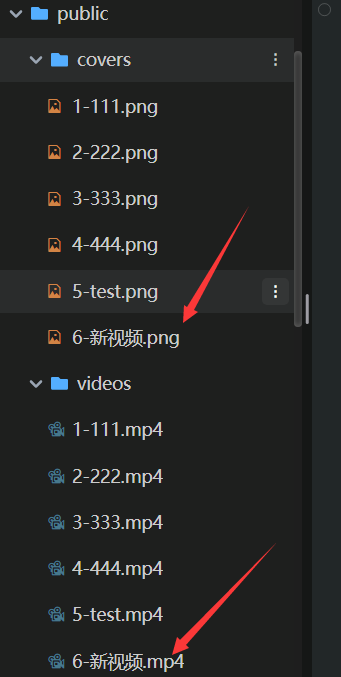 public
covers
1-111.png
2-222.png
3-333.png
4-444.png
5-test.png
6-新视频.png
videos
1-111.mp4
2-222.mp4
3-333.mp4
4-444.mp4
5-test.mp4
6-新视频.mp4